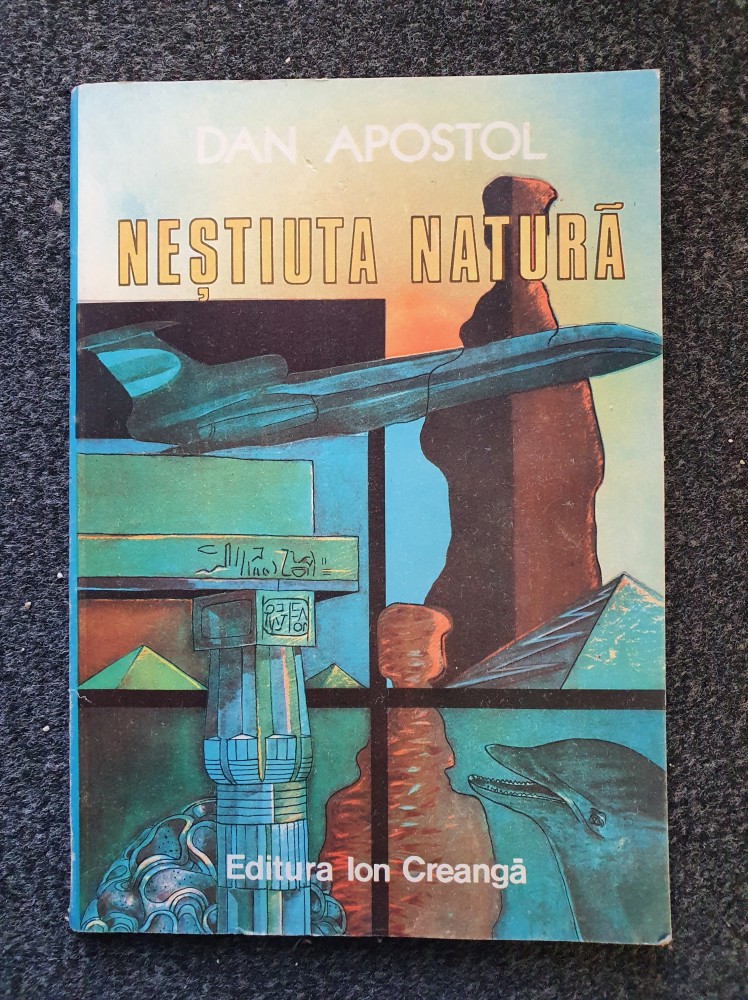 DAN APOSTOL
NEȘTIUTA NATURĂ
Editura Ion Creangă